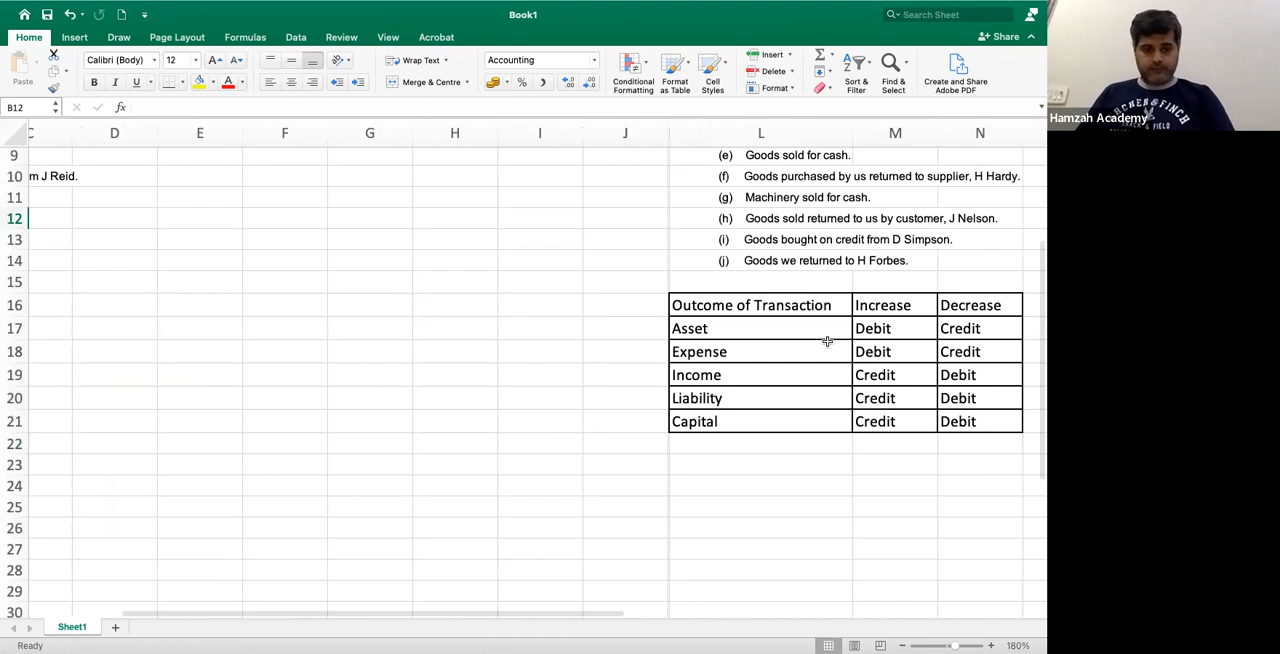 Book1
Search Sheet
Home Insert Draw Page Layout Formulas Data Review View Acrobat
Share
Paste
Calibri (Body) 12
B I U
Wrap Text
Merge & Centre
Accounting
Conditional Formatting
Format as Table
Cell Styles
Insert
Delete
Format
Sort & Filter
Find & Select
Create and Share Adobe PDF
B12 fx
C D E F G H I J L M N
9 (e) Goods sold for cash.
10 m J Reid. (f) Goods purchased by us returned to supplier, H Hardy.
11 (g) Machinery sold for cash.
12 (h) Goods sold returned to us by customer, J Nelson.
13 (i) Goods bought on credit from D Simpson.
14 (j) Goods we returned to H Forbes.
15
16 Outcome of Transaction Increase Decrease
17 Asset Debit Credit
18 Expense Debit Credit
19 Income Credit Debit
20 Liability Credit Debit
21 Capital Credit Debit
22
23
24
25
26
27
28
29
30
Sheet1
Ready
180%
Hamzah Academy